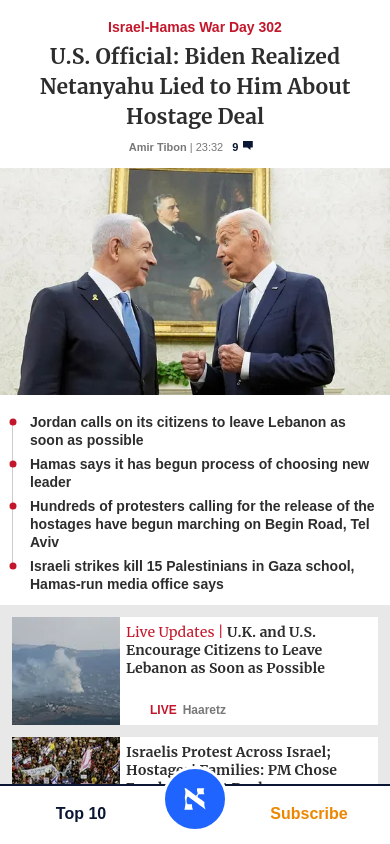 Israel-Hamas War Day 302
U.S. Official: Biden Realized
Netanyahu Lied to Him About
Hostage Deal
Amir Tibon | 23:32 9
Jordan calls on its citizens to leave Lebanon as
soon as possible
Hamas says it has begun process of choosing new
leader
Hundreds of protesters calling for the release of the
hostages have begun marching on Begin Road, Tel
Aviv
Israeli strikes kill 15 Palestinians in Gaza school,
Hamas-run media office says
Live Updates | U.K. and U.S.
Encourage Citizens to Leave
Lebanon as Soon as Possible
LIVE Haaretz
Israelis Protest Across Israel;
Families: PM Chose
Top 10
Subscribe